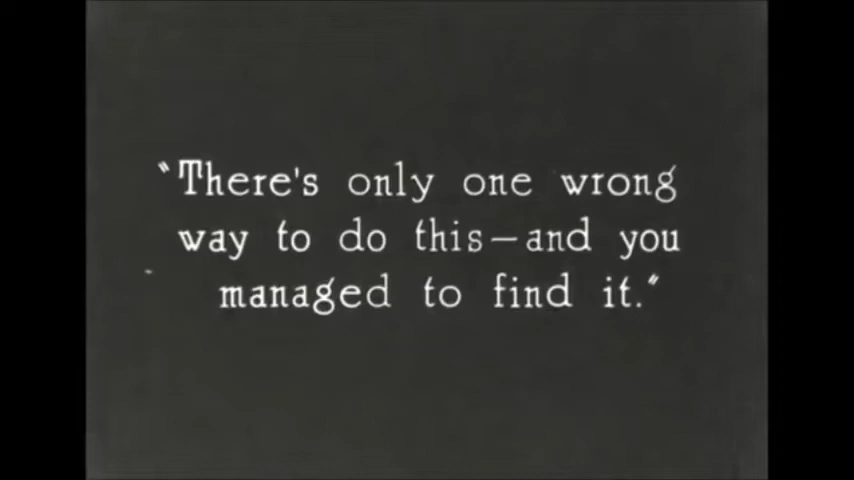 "There's only one wrong
way to do this—and you
managed to find it."